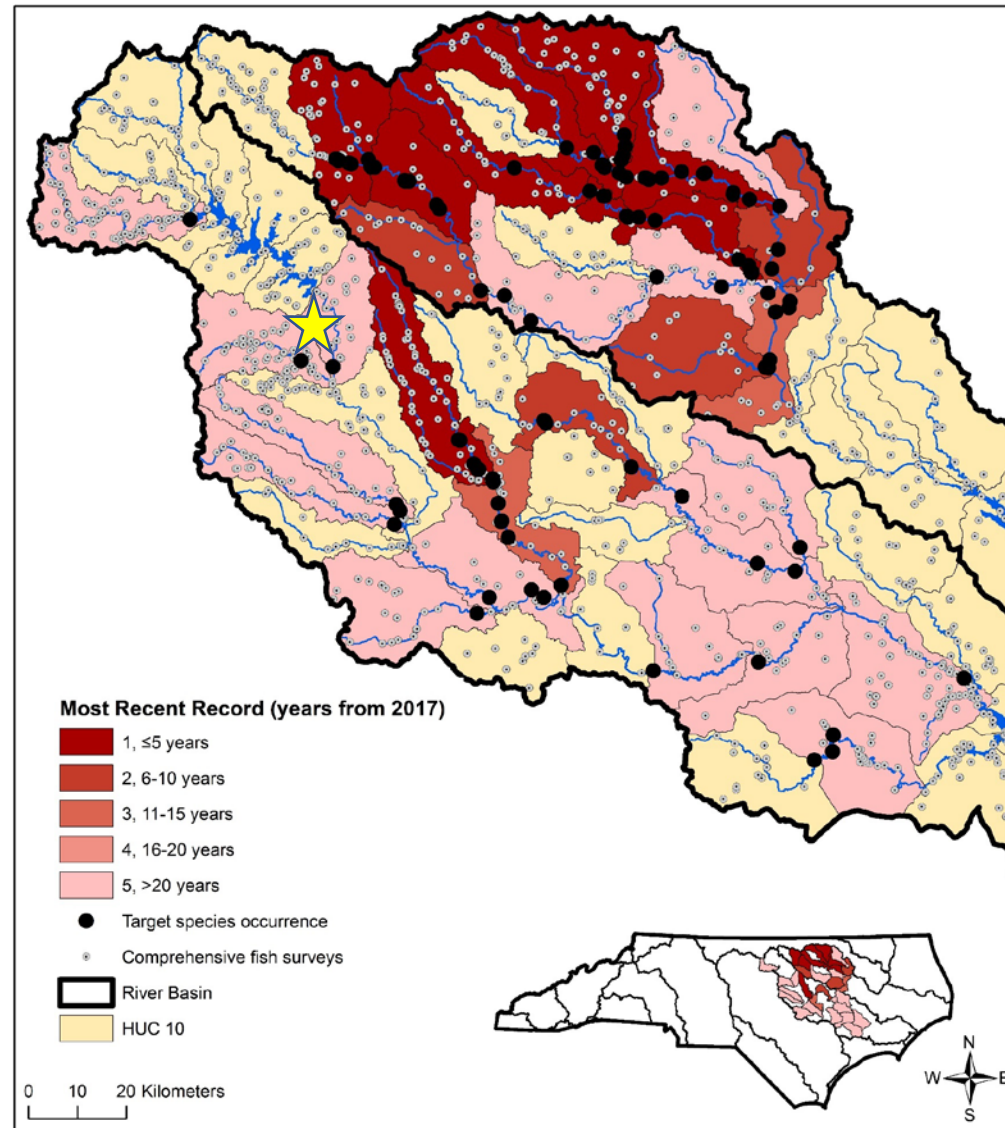 Most Recent Record (years from 2017)
1, ≤5 years
2, 6-10 years
3, 11-15 years
4, 16-20 years
5, >20 years
Target species occurrence
Comprehensive fish surveys
River Basin
HUC 10
0 10 20 Kilometers
N
W E
S